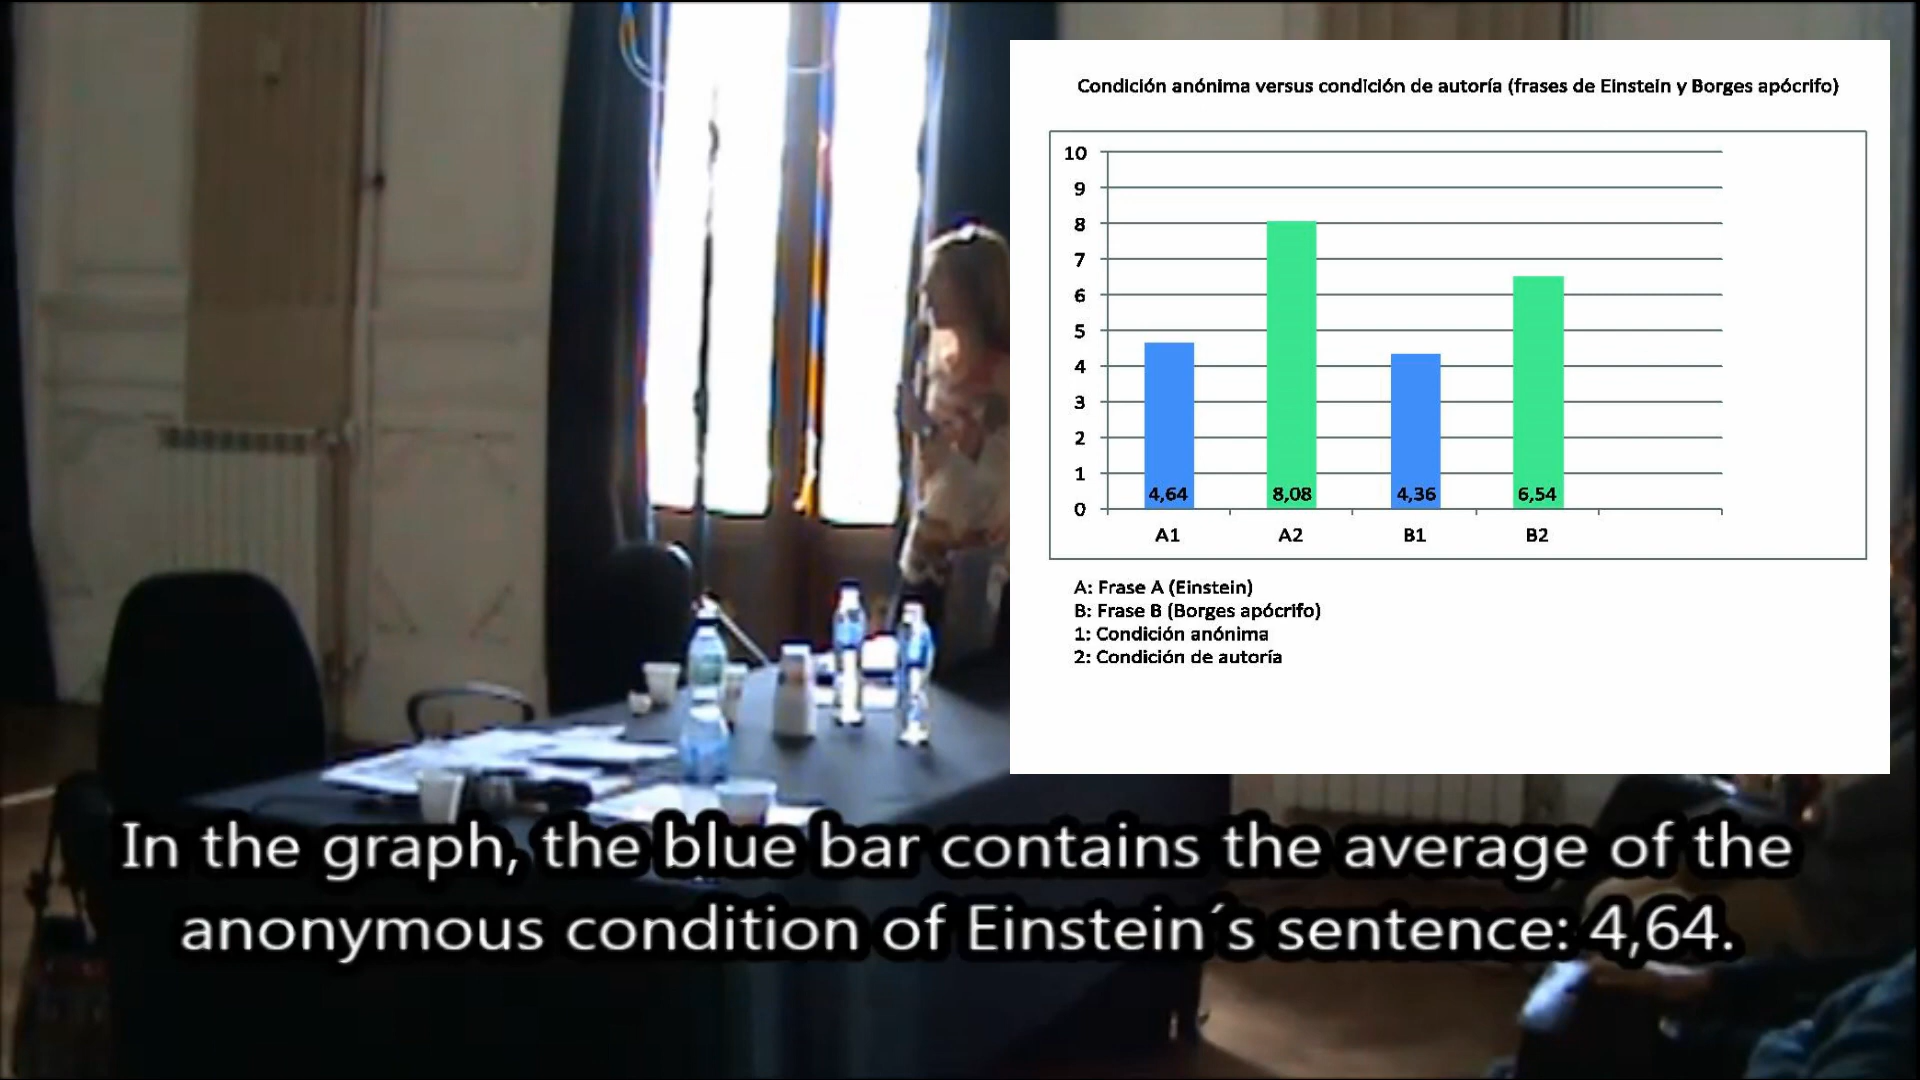 Condición anónima versus condición de autoría (frases de Einstein y Borges apócrifo)
10
9
8
7
6
5
4
3
2
1
0
4,64 8,08 4,36 6,54
A1 A2 B1 B2
A: Frase A (Einstein)
B: Frase B (Borges apócrifo)
1: Condición anónima
2: Condición de autoría
In the graph, the blue bar contains the average of the
anonymous condition of Einstein´s sentence: 4,64.